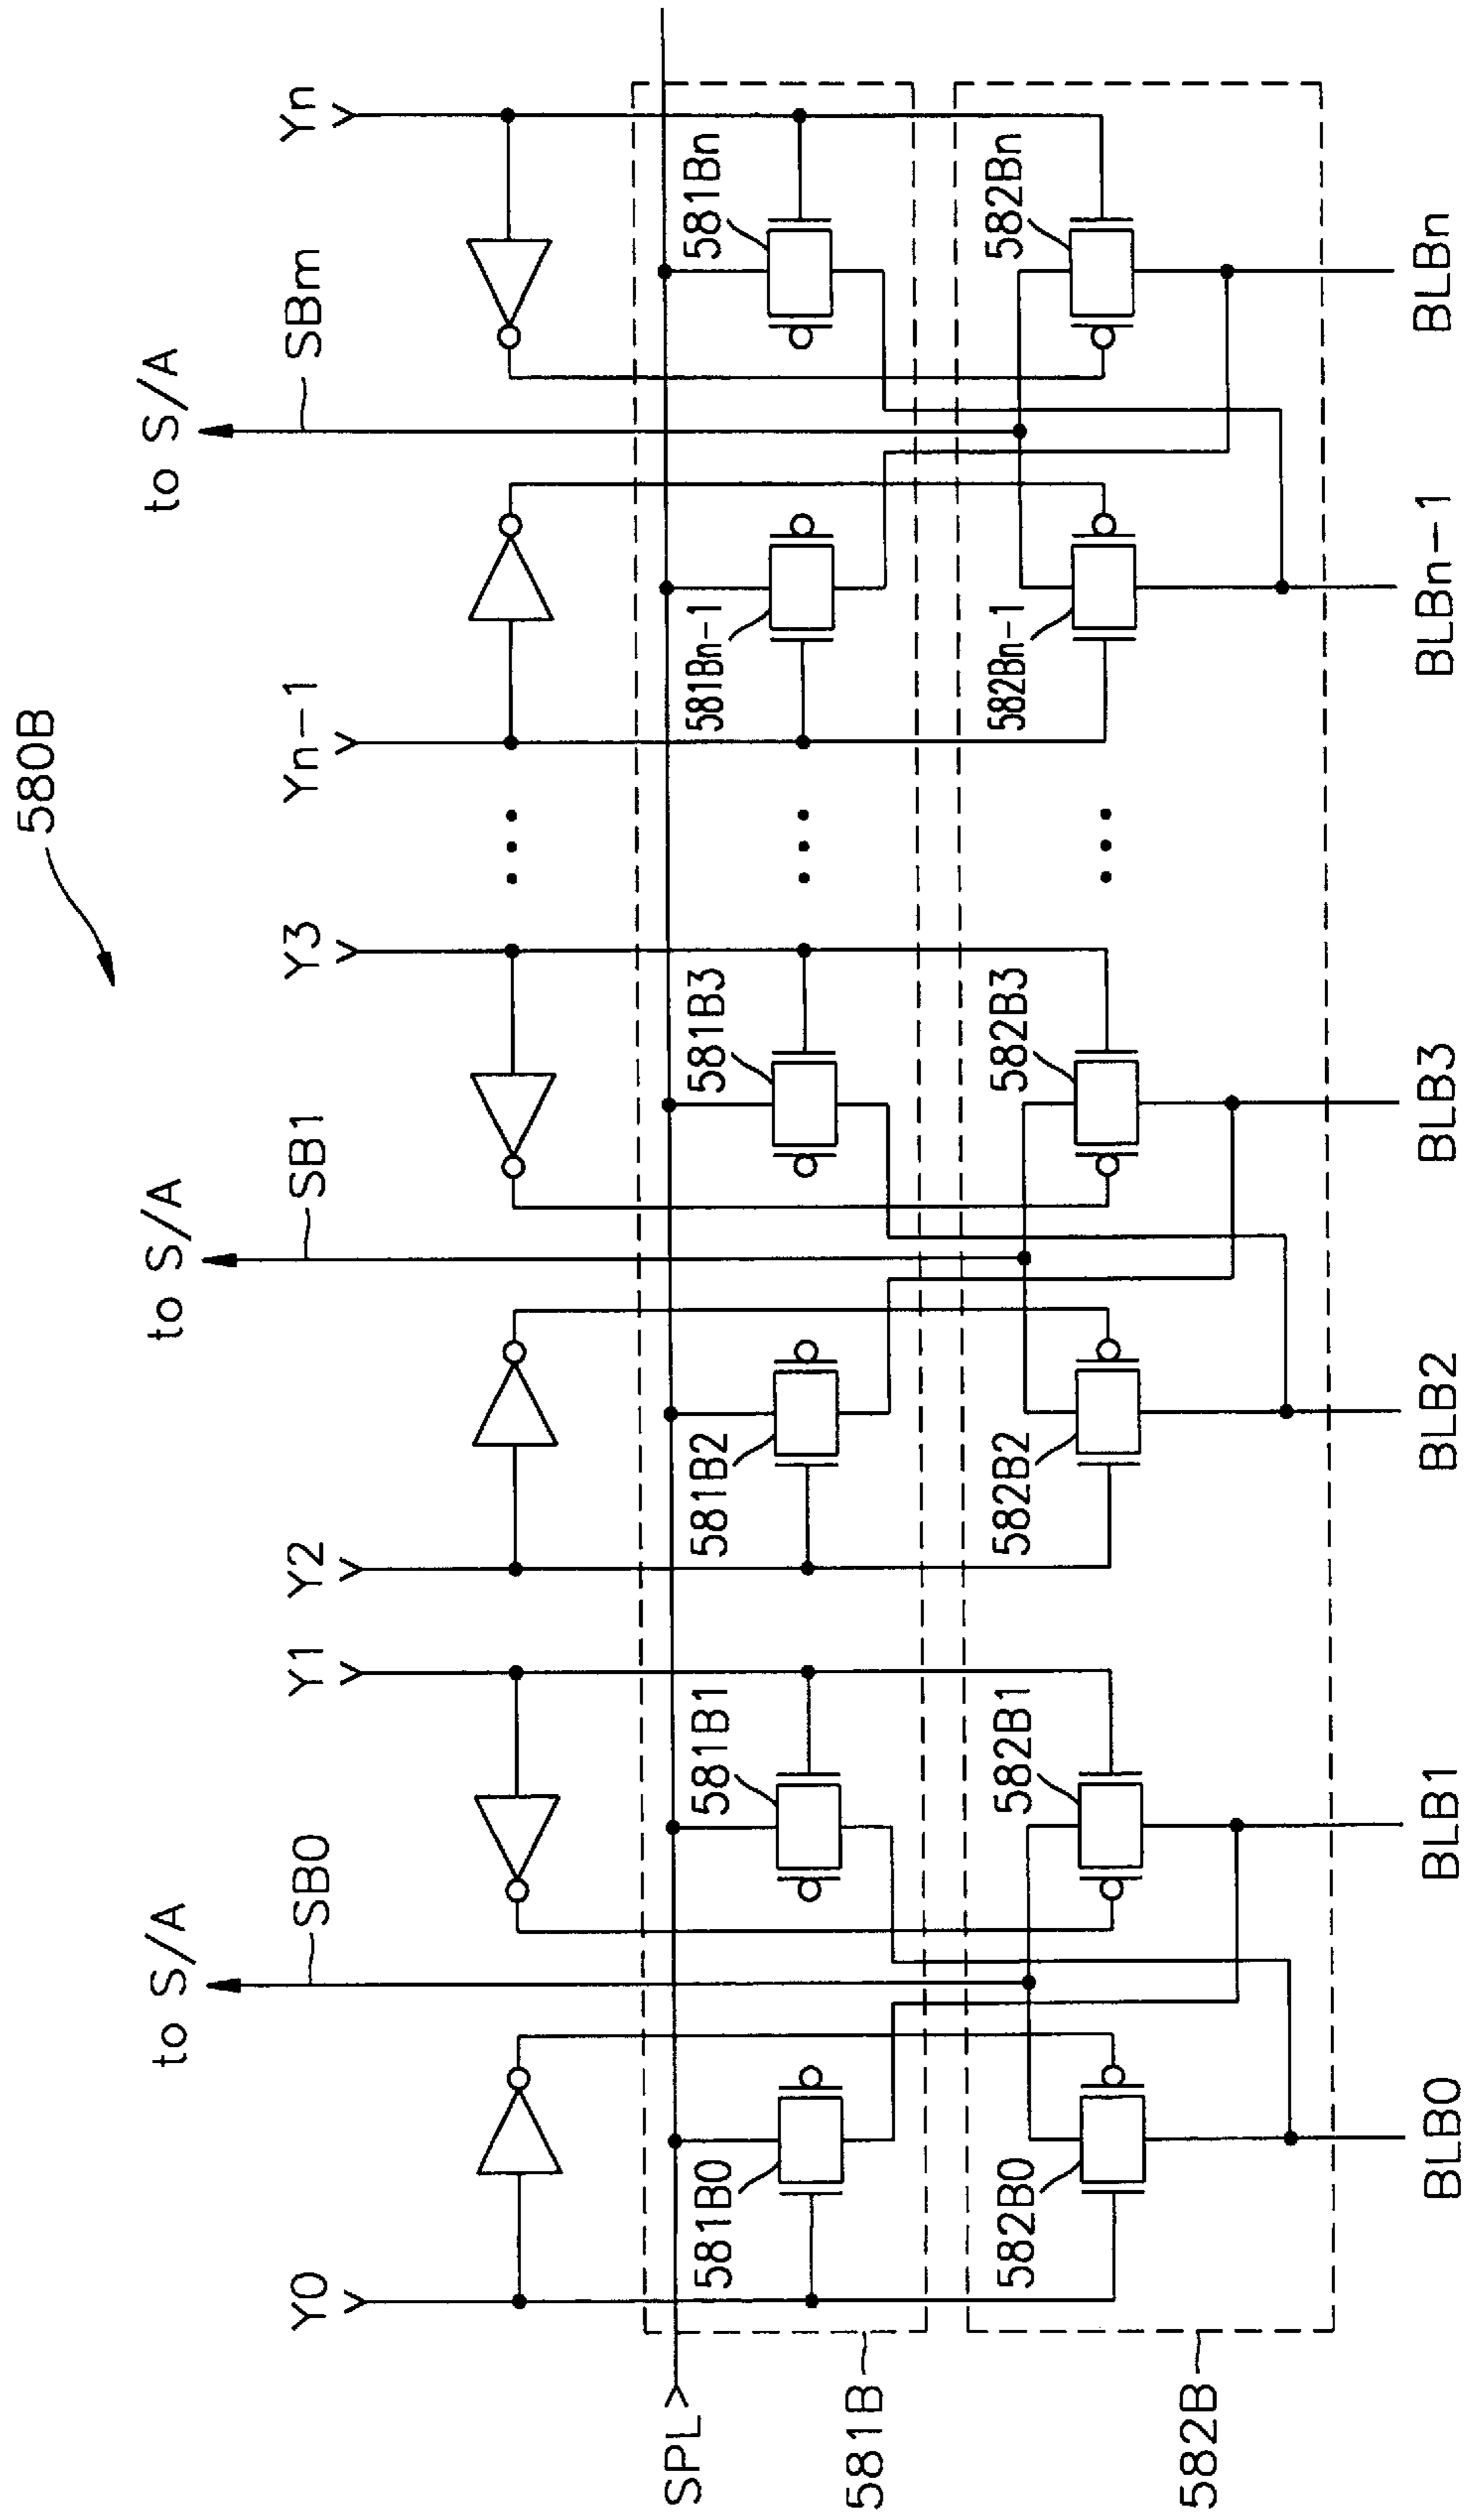 580B
to S/A
to S/A
to S/A
Y0
SB0
Y1
Y2
SB1
Y3
Yn-1
SBm
Yn
SPL
581B0
581B1
581B2
581B3
581Bn-1
581Bn
581B
582B0
582B1
582B2
582B3
582Bn-1
582Bn
582B
BLB0
BLB1
BLB2
BLB3
BLBn-1
BLBn